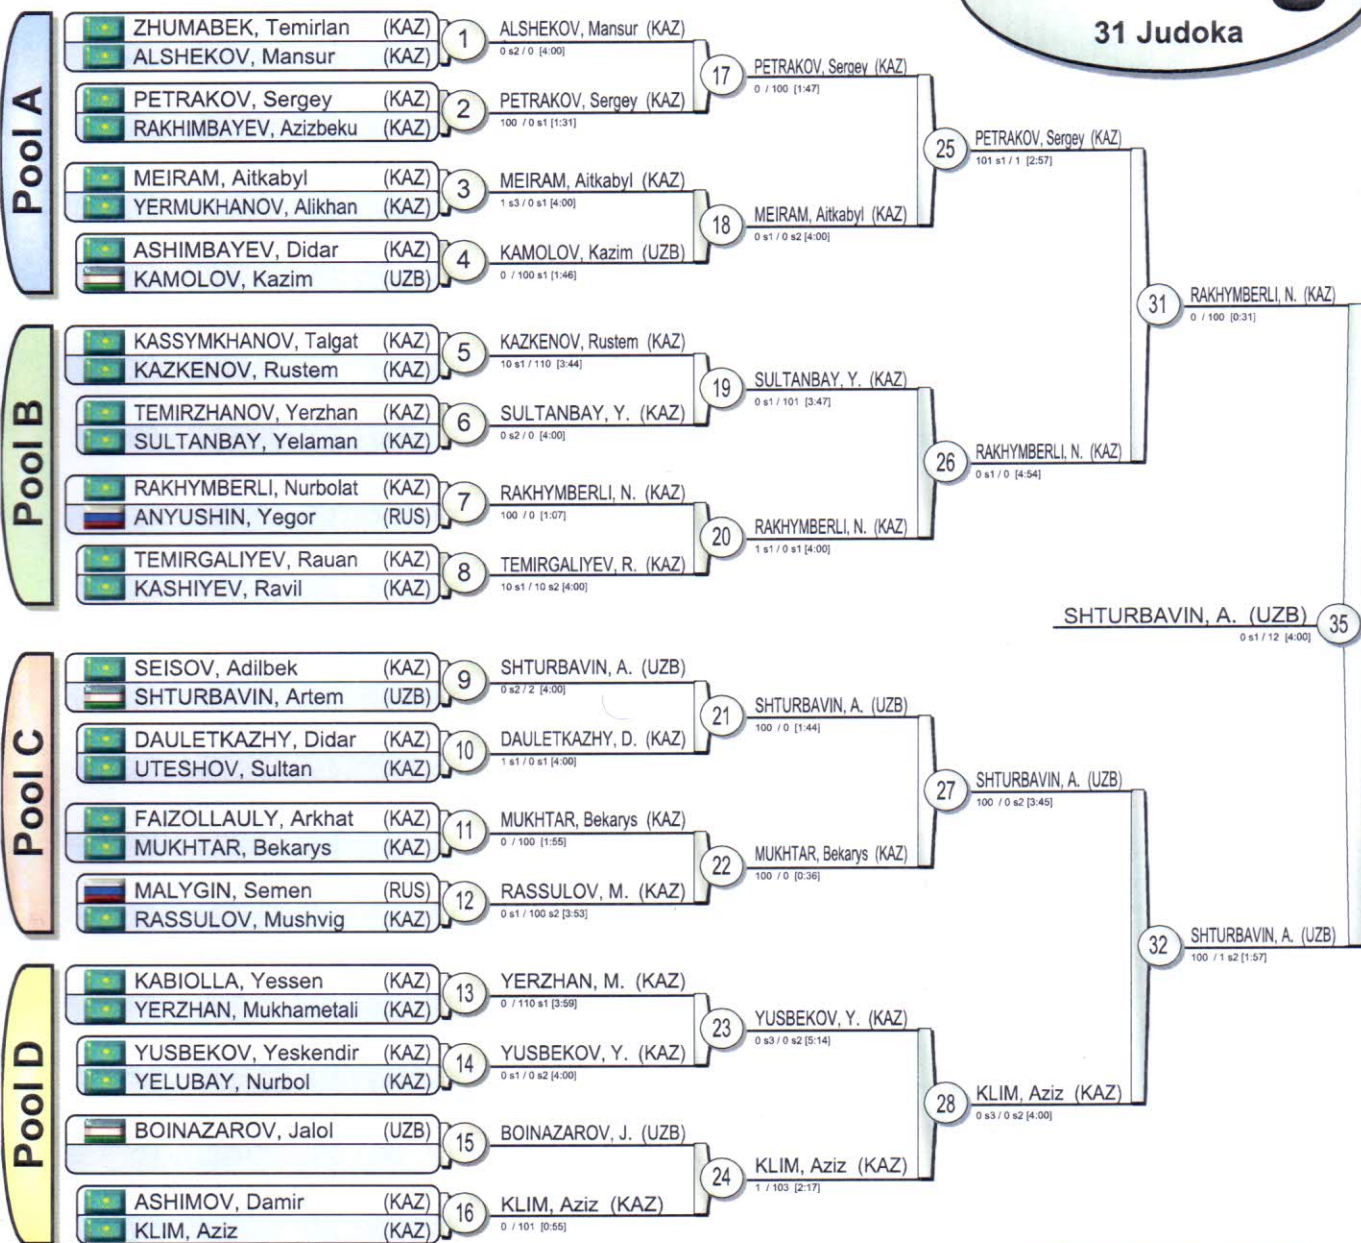 31 Judoka
Pool A
ZHUMABEK, Temirlan (KAZ)
ALSHEKOV, Mansur (KAZ)
1
ALSHEKOV, Mansur (KAZ)
0 s2 / 0 [4:00]
PETRAKOV, Sergey (KAZ)
RAKHIMBAYEV, Azizbeku (KAZ)
2
PETRAKOV, Sergey (KAZ)
100 / 0 s1 [1:31]
17
PETRAKOV, Sergey (KAZ)
0 / 100 [1:47]
MEIRAM, Aitkabyl (KAZ)
YERMUKHANOV, Alikhan (KAZ)
3
MEIRAM, Aitkabyl (KAZ)
1 s3 / 0 s1 [4:00]
ASHIMBAYEV, Didar (KAZ)
KAMOLOV, Kazim (UZB)
4
KAMOLOV, Kazim (UZB)
0 / 100 s1 [1:46]
18
MEIRAM, Aitkabyl (KAZ)
0 s1 / 0 s2 [4:00]
25
PETRAKOV, Sergey (KAZ)
101 s1 / 1 [2:57]
Pool B
KASSYMKHANOV, Talgat (KAZ)
KAZKENOV, Rustem (KAZ)
5
KAZKENOV, Rustem (KAZ)
10 s1 / 110 [3:44]
TEMIRZHANOV, Yerzhan (KAZ)
SULTANBAY, Yelaman (KAZ)
6
SULTANBAY, Y. (KAZ)
0 s2 / 0 [4:00]
19
SULTANBAY, Y. (KAZ)
0 s1 / 101 [3:47]
RAKHYMBERLI, Nurbolat (KAZ)
ANYUSHIN, Yegor (RUS)
7
RAKHYMBERLI, N. (KAZ)
100 / 0 [1:07]
TEMIRGALIYEV, Rauan (KAZ)
KASHIYEV, Ravil (KAZ)
8
TEMIRGALIYEV, R. (KAZ)
10 s1 / 10 s2 [4:00]
20
RAKHYMBERLI, N. (KAZ)
1 s1 / 0 s1 [4:00]
26
RAKHYMBERLI, N. (KAZ)
0 s1 / 0 [4:54]
31
RAKHYMBERLI, N. (KAZ)
0 / 100 [0:31]
SHTURBAVIN, A. (UZB)
0 s1 / 12 [4:00]
35
Pool C
SEISOV, Adilbek (KAZ)
SHTURBAVIN, Artem (UZB)
9
SHTURBAVIN, A. (UZB)
0 s2 / 2 [4:00]
DAULETKAZHY, Didar (KAZ)
UTESHOV, Sultan (KAZ)
10
DAULETKAZHY, D. (KAZ)
1 s1 / 0 s1 [4:00]
21
SHTURBAVIN, A. (UZB)
100 / 0 [1:44]
FAIZOLLAULY, Arkhat (KAZ)
MUKHTAR, Bekarys (KAZ)
11
MUKHTAR, Bekarys (KAZ)
0 / 100 [1:55]
MALYGIN, Semen (RUS)
RASSULOV, Mushvig (KAZ)
12
RASSULOV, M. (KAZ)
0 s1 / 100 s2 [3:53]
22
MUKHTAR, Bekarys (KAZ)
100 / 0 [0:36]
27
SHTURBAVIN, A. (UZB)
100 / 0 s2 [3:45]
Pool D
KABIOLLA, Yessen (KAZ)
YERZHAN, Mukhametali (KAZ)
13
YERZHAN, M. (KAZ)
0 / 110 s1 [3:59]
YUSBEKOV, Yeskendir (KAZ)
YELUBAY, Nurbol (KAZ)
14
YUSBEKOV, Y. (KAZ)
0 s1 / 0 s2 [4:00]
23
YUSBEKOV, Y. (KAZ)
0 s3 / 0 s2 [5:14]
BOINAZAROV, Jalol (UZB)
15
BOINAZAROV, J. (UZB)
ASHIMOV, Damir (KAZ)
KLIM, Aziz (KAZ)
16
KLIM, Aziz (KAZ)
0 / 101 [0:55]
24
KLIM, Aziz (KAZ)
1 / 103 [2:17]
28
KLIM, Aziz (KAZ)
0 s3 / 0 s2 [4:00]
32
SHTURBAVIN, A. (UZB)
100 / 1 s2 [1:57]